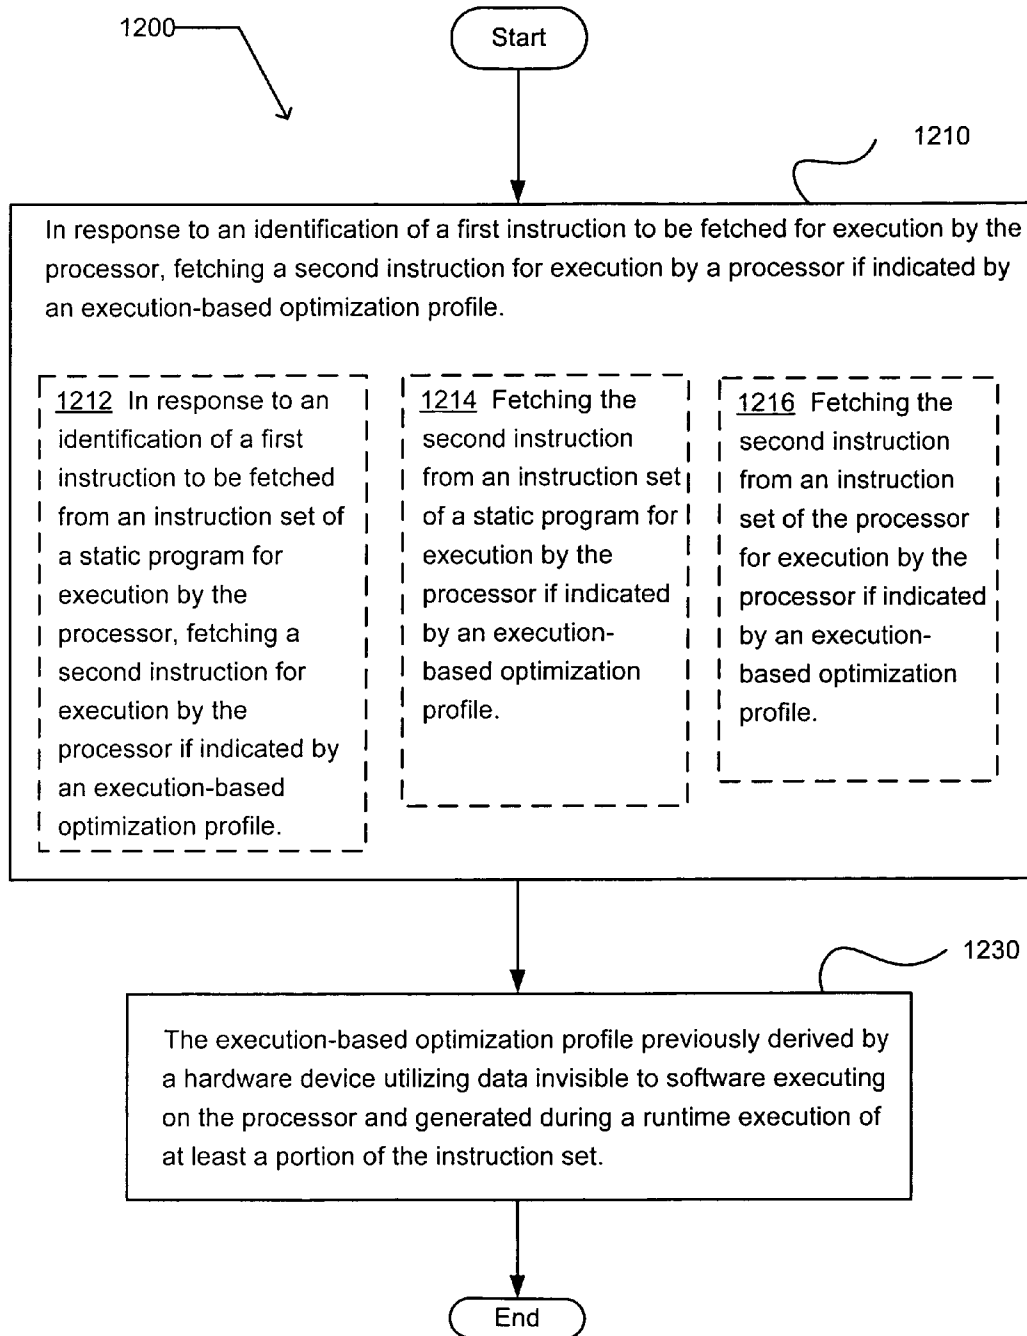 1200
Start
1210
In response to an identification of a first instruction to be fetched for execution by the
processor, fetching a second instruction for execution by a processor if indicated by
an execution-based optimization profile.
1212 In response to an
identification of a first
instruction to be fetched
from an instruction set of
a static program for
execution by the
processor, fetching a
second instruction for
execution by the
processor if indicated by
an execution-based
optimization profile.
1214 Fetching the
second instruction
from an instruction set
of a static program for
execution by the
processor if indicated
by an execution-
based optimization
profile.
1216 Fetching the
second instruction
from an instruction
set of the processor
for execution by the
processor if indicated
by an execution-
based optimization
profile.
1230
The execution-based optimization profile previously derived by
a hardware device utilizing data invisible to software executing
on the processor and generated during a runtime execution of
at least a portion of the instruction set.
End